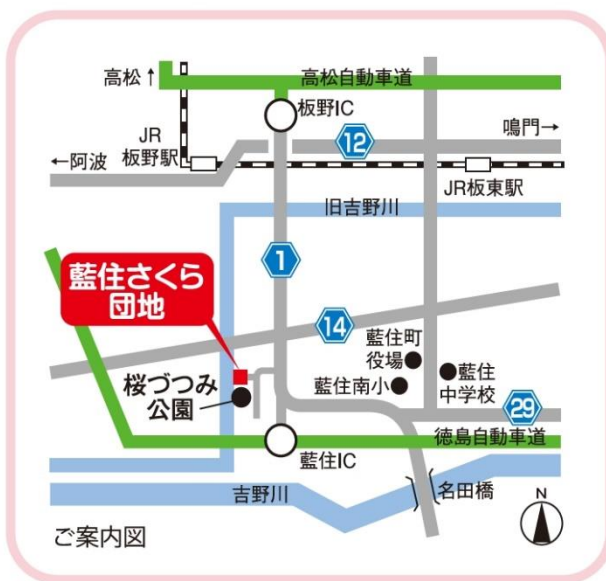 高松↑
高松自動車道
板野IC
JR
板野駅
鳴門→
12
←阿波
JR板東駅
旧吉野川
1
藍住さくら
団地
14
藍住町
役場
藍住南小
藍住
中学校
桜づつみ
公園
29
徳島自動車道
藍住IC
吉野川
名田橋
N
ご案内図